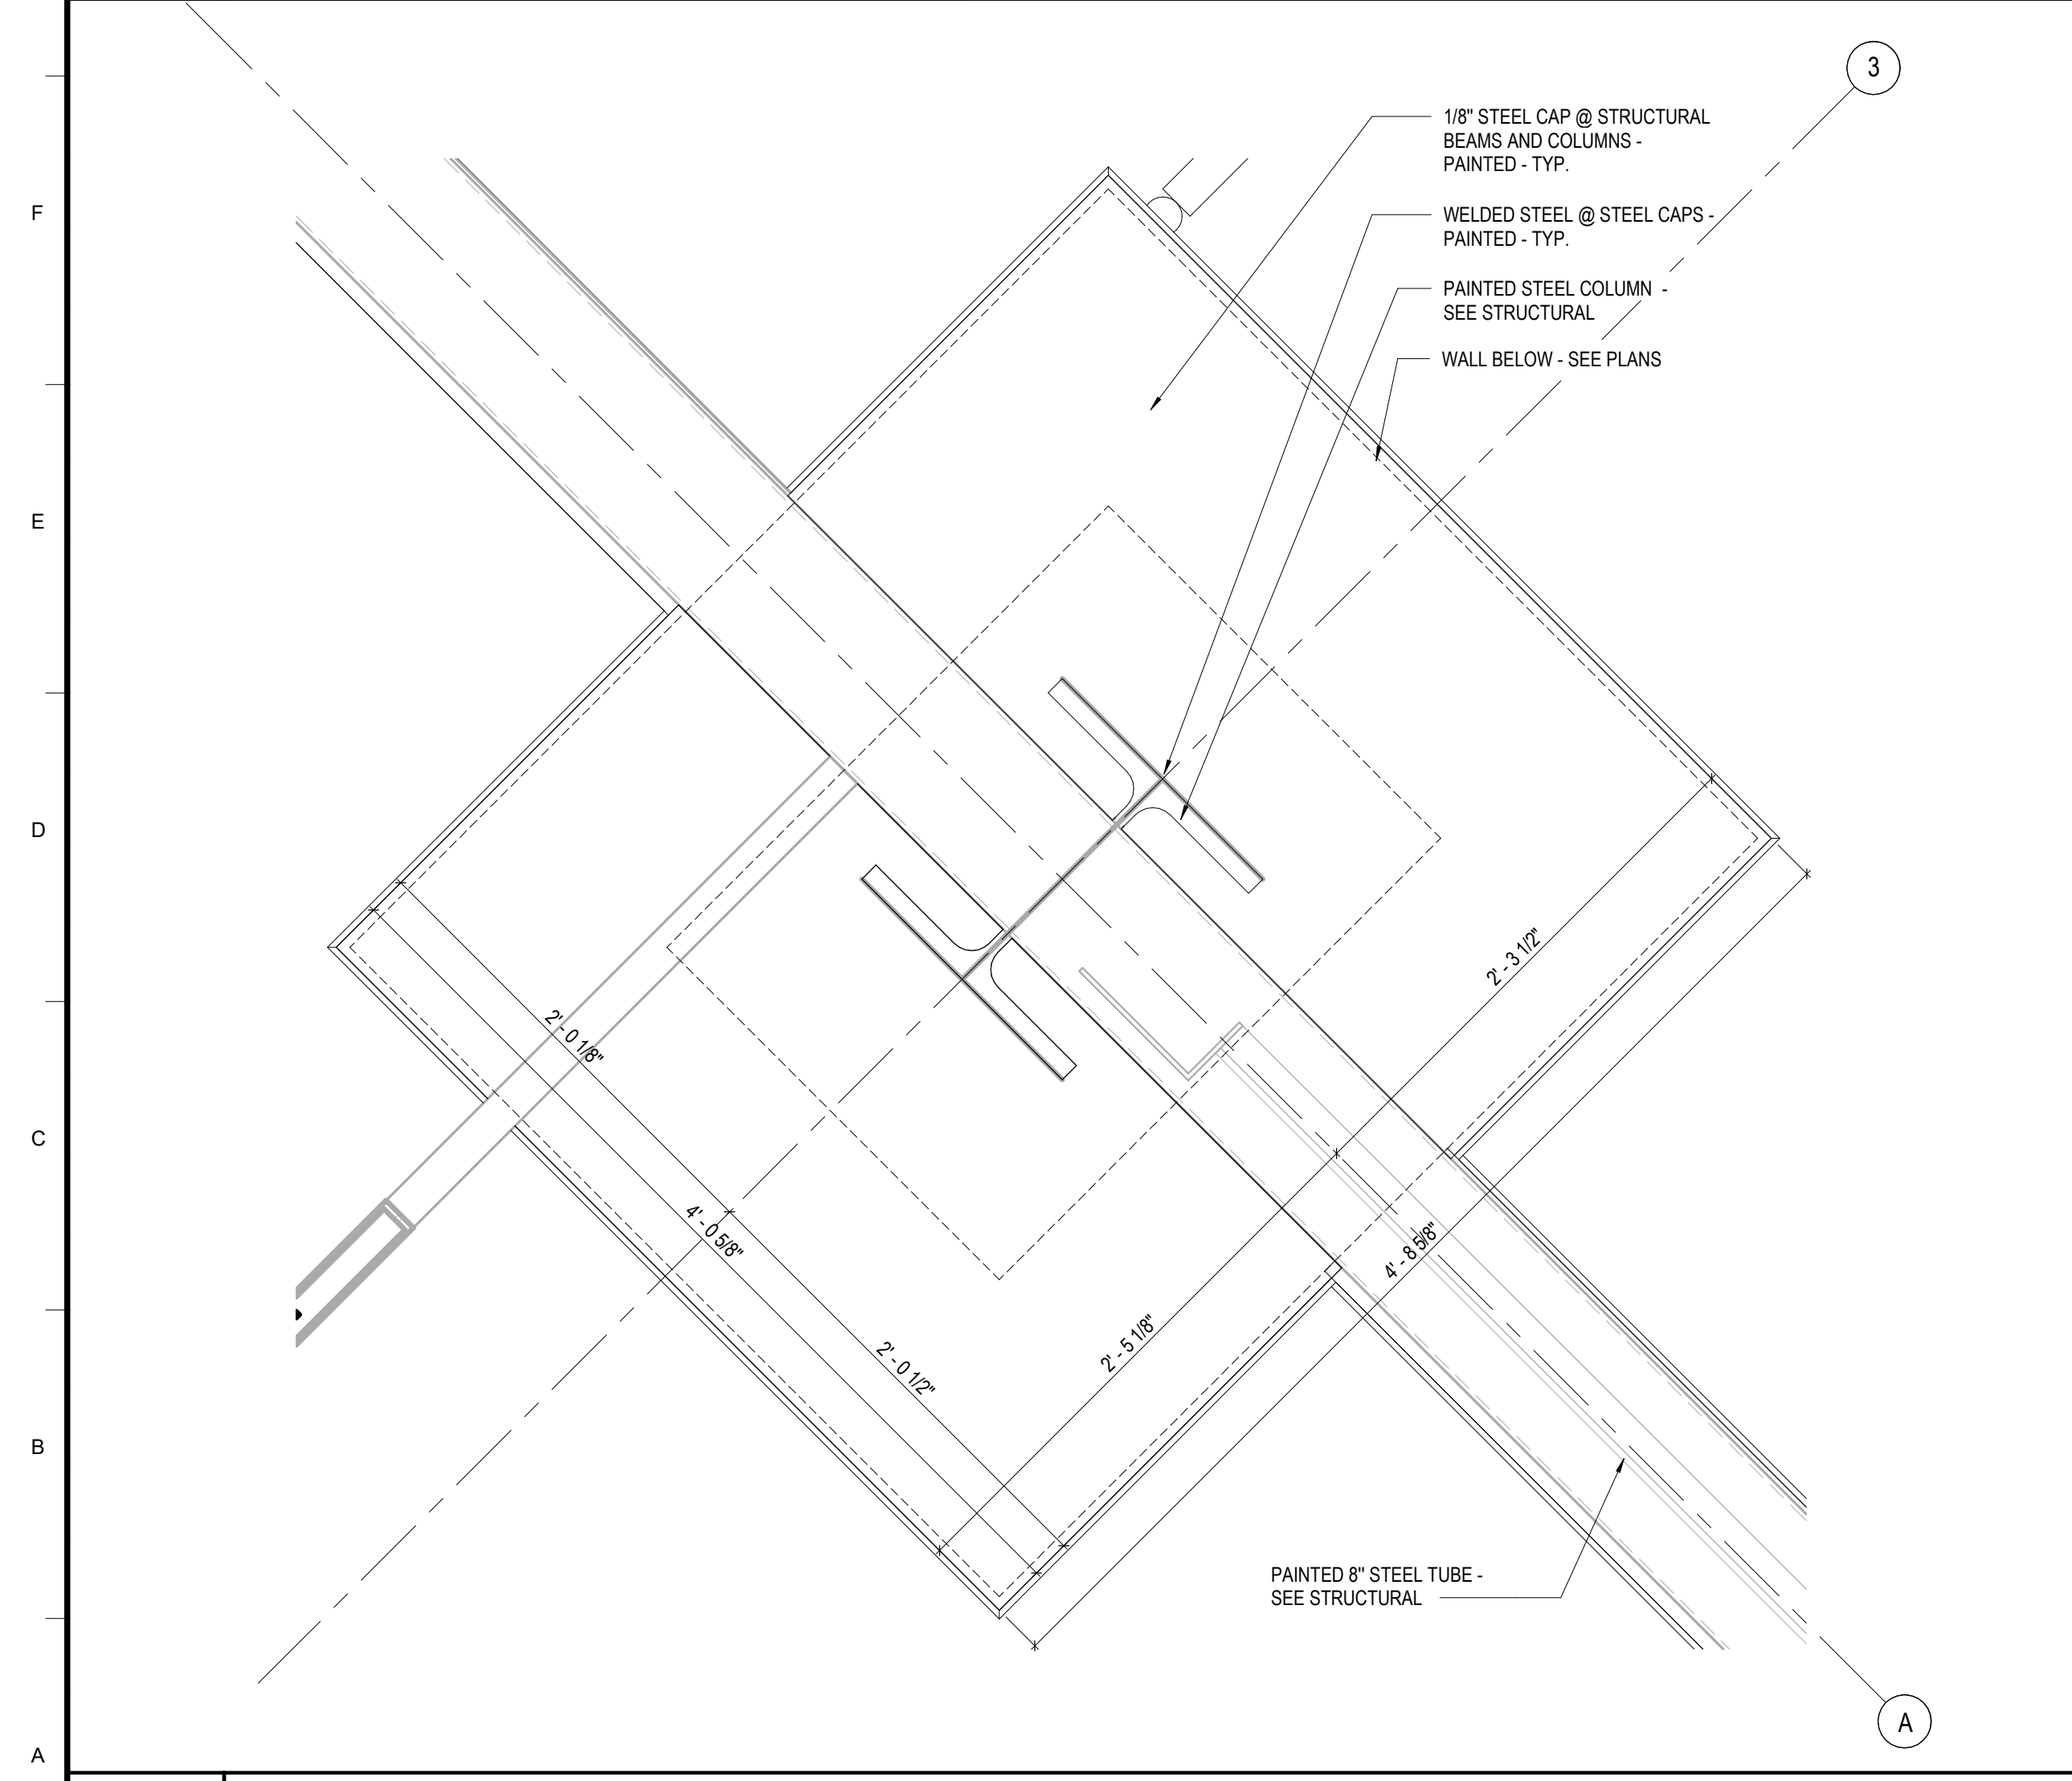 3
1/8" STEEL CAP @ STRUCTURAL
BEAMS AND COLUMNS -
PAINTED - TYP.
F
WELDED STEEL @ STEEL CAPS -
PAINTED - TYP.
PAINTED STEEL COLUMN -
SEE STRUCTURAL
WALL BELOW - SEE PLANS
E
D
2' - 3 1/2"
2' - 0 1/8"
C
4' - 0 5/8"
4' - 8 5/8"
2' - 5 1/8"
2' - 0 1/2"
B
PAINTED 8" STEEL TUBE -
SEE STRUCTURAL
A
A